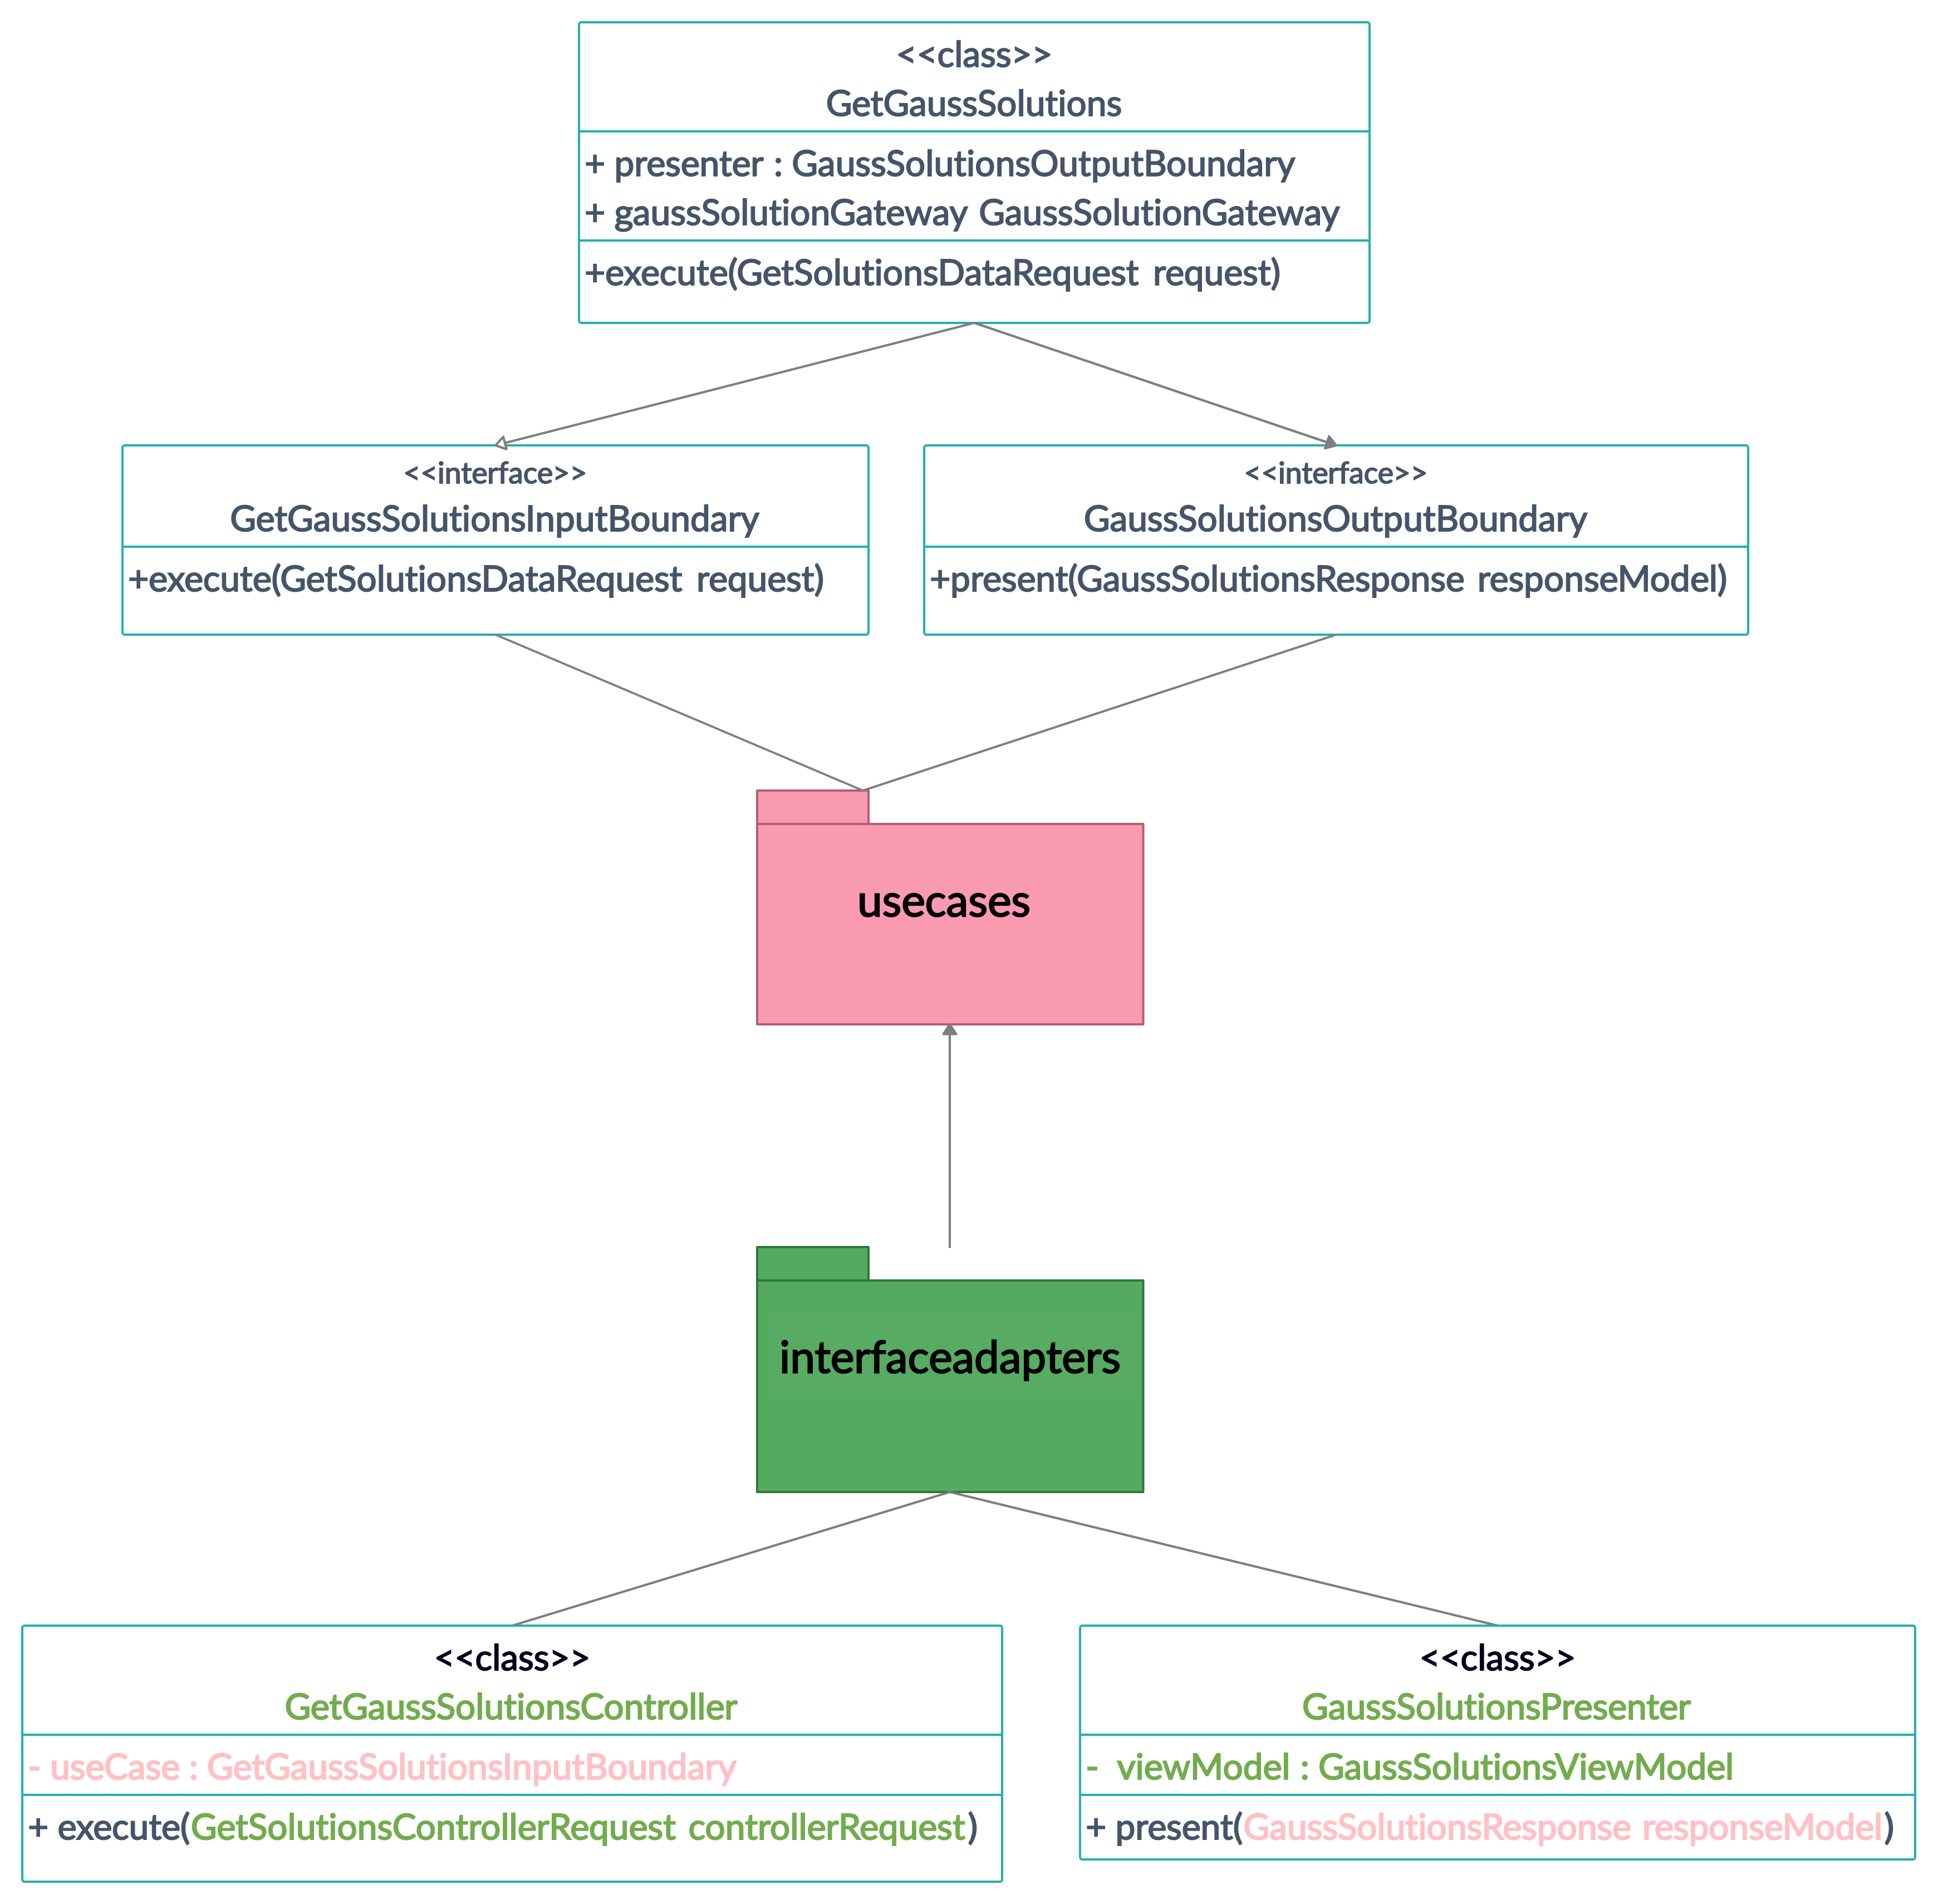 <<class>>
GetGaussSolutions
+ presenter : GaussSolutionsOutputBoundary
+ gaussSolutionGateway GaussSolutionGateway
+execute(GetSolutionsDataRequest request)
<<interface>>
GetGaussSolutionsInputBoundary
+execute(GetSolutionsDataRequest request)
<<interface>>
GaussSolutionsOutputBoundary
+present(GaussSolutionsResponse responseModel)
usecases
interfaceadapters
<<class>>
GetGaussSolutionsController
- useCase : GetGaussSolutionsInputBoundary
+ execute(GetSolutionsControllerRequest controllerRequest)
<<class>>
GaussSolutionsPresenter
- viewModel : GaussSolutionsViewModel
+ present(GaussSolutionsResponse responseModel)